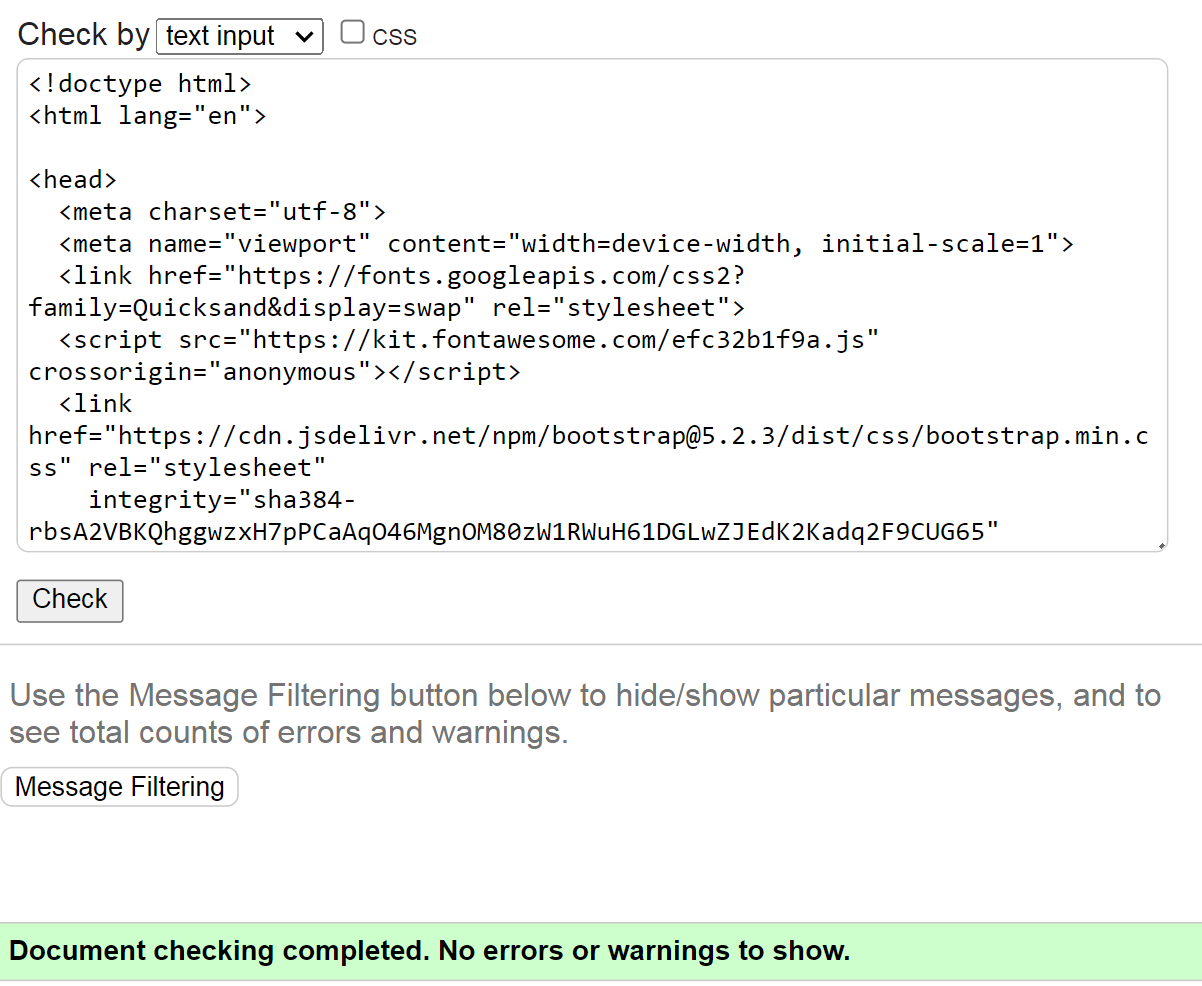 Check by text input CSS
<!doctype html>
<html lang="en">
<head>
<meta charset="utf-8">
<meta name="viewport" content="width=device-width, initial-scale=1">
<link href="https://fonts.googleapis.com/css2?
family=Quicksand&display=swap" rel="stylesheet">
<script src="https://kit.fontawesome.com/efc32b1f9a.js"
crossorigin="anonymous"></script>
<link
href="https://cdn.jsdelivr.net/npm/bootstrap@5.2.3/dist/css/bootstrap.min.c
ss" rel="stylesheet"
integrity="sha384-
rbsA2VBKQhggwzxH7pPCaAqO46MgnOM80zW1RWuH61DGLwZJEdK2Kadq2F9CUG65"
Check
Use the Message Filtering button below to hide/show particular messages, and to
see total counts of errors and warnings.
Message Filtering
Document checking completed. No errors or warnings to show.